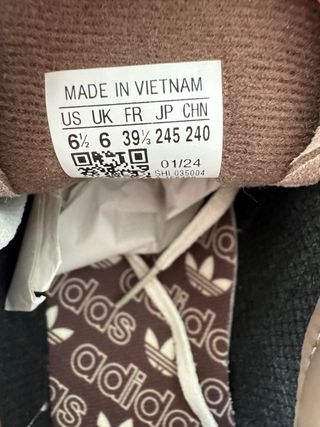 MADE IN VIETNAM
US UK FR JP CHN
6½ 6 39⅓ 245 240
01/24
SHI 035004
adidas
adidas
adidas
adidas